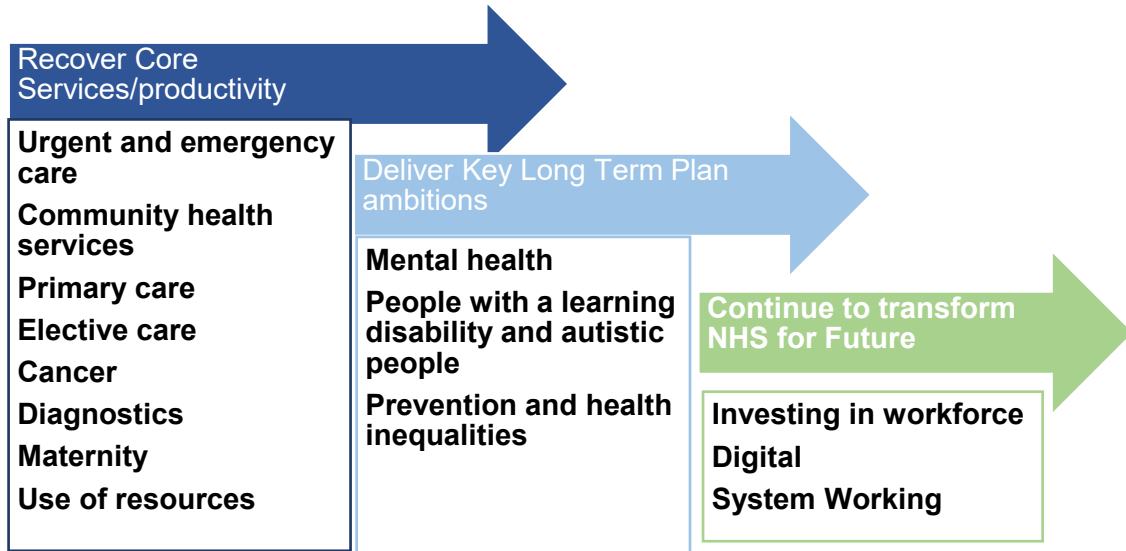 Recover Core
Services/productivity
Urgent and emergency
care
Community health
services
Primary care
Elective care
Cancer
Diagnostics
Maternity
Use of resources
Deliver Key Long Term Plan
ambitions
Mental health
People with a learning
disability and autistic
people
Prevention and health
inequalities
Continue to transform
NHS for Future
Investing in workforce
Digital
System Working